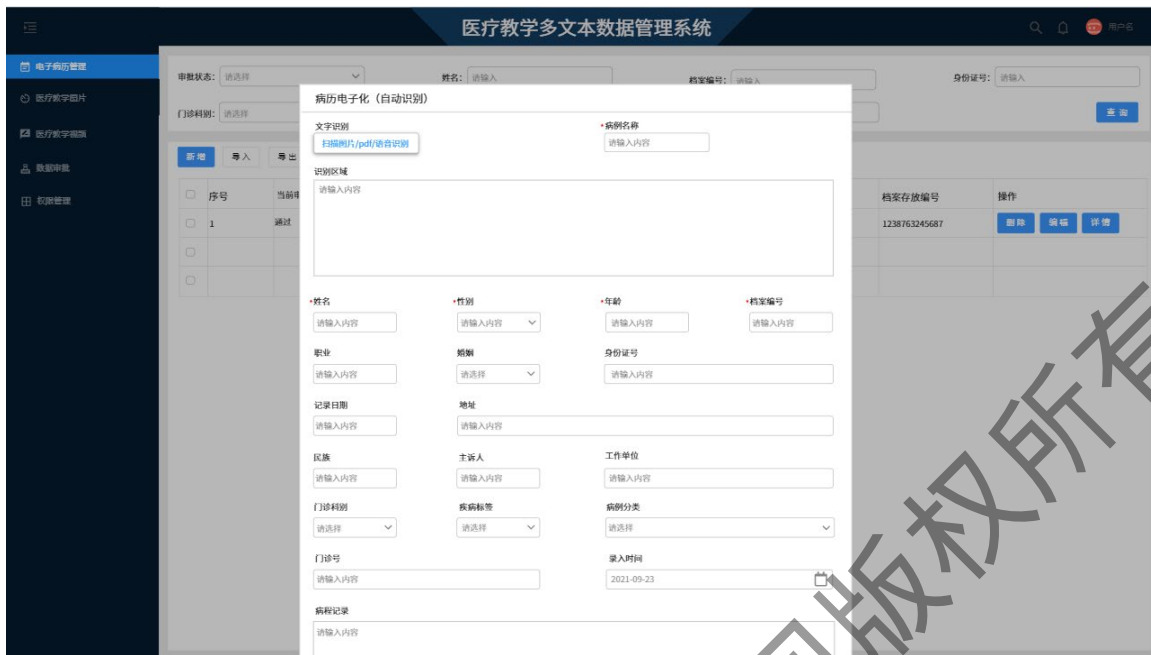 医疗教学多文本数据管理系统
用户名
电子病历管理
医疗教学图片
医疗教学视频
数据审批
权限管理
审批状态： 请选择 姓名： 请输入 档案编号： 请输入 身份证号： 请输入
门诊科别： 请选择 查询
新增 导入 导出
序号 当前审 档案存放编号 操作
1 通过 1238763245687 删除 编辑 详情
病历电子化（自动识别）
文字识别 *病例名称
扫描图片/pdf/语音识别 请输入内容
识别区域
请输入内容
*姓名 *性别 *年龄 *档案编号
请输入内容 请输入内容 请输入内容 请输入内容
职业 婚姻 身份证号
请输入内容 请选择 请输入内容
记录日期 地址
请输入内容 请输入内容
民族 主诉人 工作单位
请输入内容 请输入内容 请输入内容
门诊科别 疾病标签 病例分类
请选择 请选择 请选择
门诊号 录入时间
请输入内容 2021-09-23
病程记录
请输入内容
版权所有